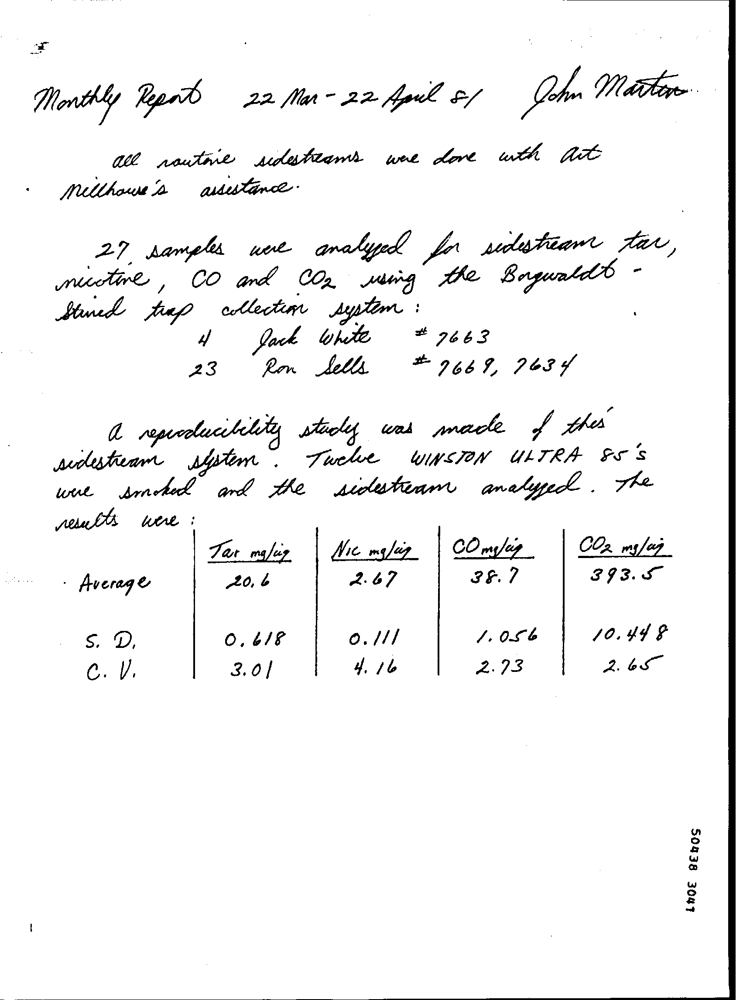 Monthly Report 22 Mar - 22 April 81 John Martin
All routine sidestreams were done with Art
Millhouse's assistance.
27 samples were analyzed for sidestream tar,
nicotine, CO and CO2 using the Borgwaldt -
Stined trap collection system :
4 Jack White # 7663
23 Ron Sells # 7669, 7634
A reproducibility study was made of this
sidestream system. Twelve WINSTON ULTRA 85's
were smoked and the sidestream analyzed. The
results were :
Tar mg/cig Nic mg/cig CO mg/cig CO2 mg/cig
Average 20.6 2.67 38.7 393.5
S. D. 0.618 0.111 1.056 10.448
C. V. 3.01 4.16 2.73 2.65
50438 3041